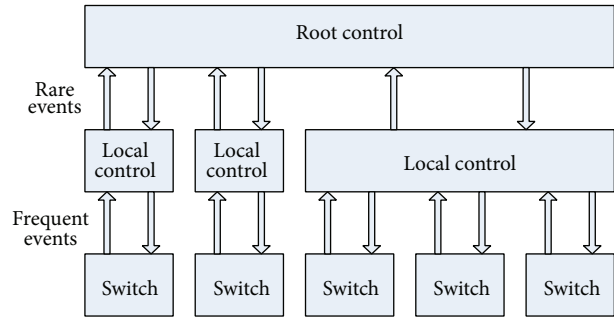 Root control
Rare
events
Local
control
Local
control
Local control
Frequent
events
Switch
Switch
Switch
Switch
Switch